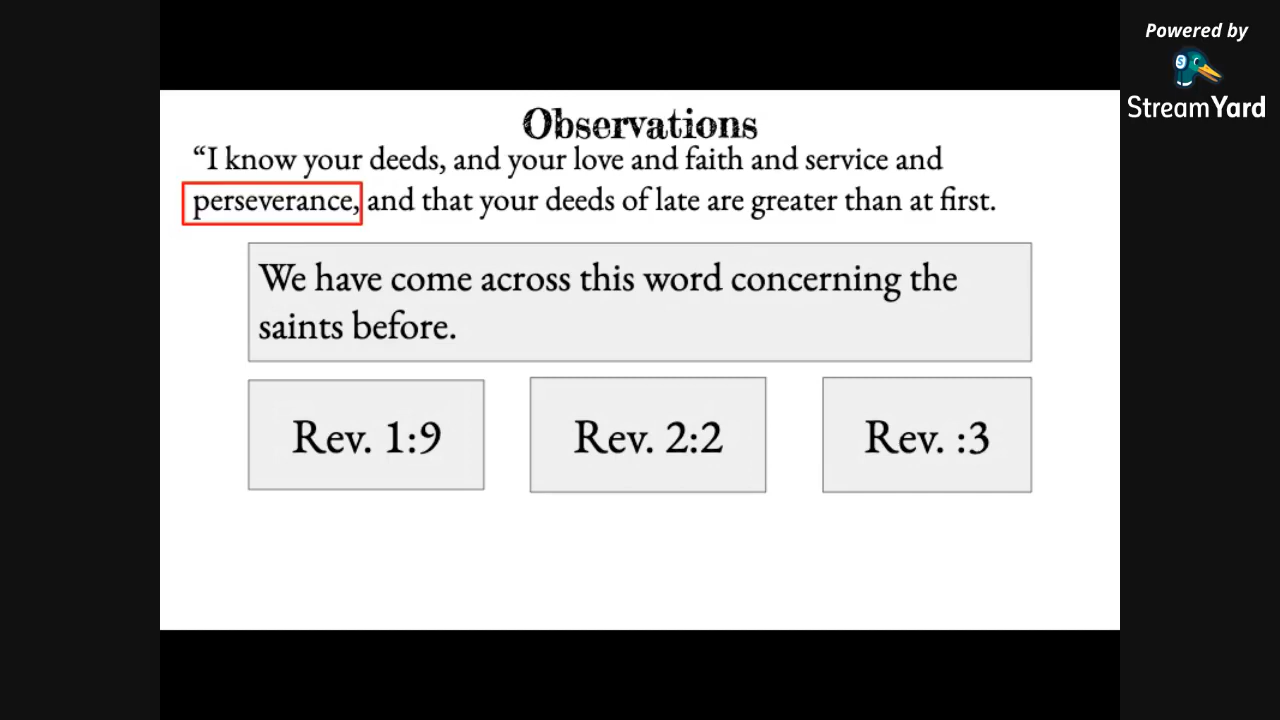 Powered by
StreamYard
Observations
“I know your deeds, and your love and faith and service and
perseverance, and that your deeds of late are greater than at first.
We have come across this word concerning the
saints before.
Rev. 1:9
Rev. 2:2
Rev. :3